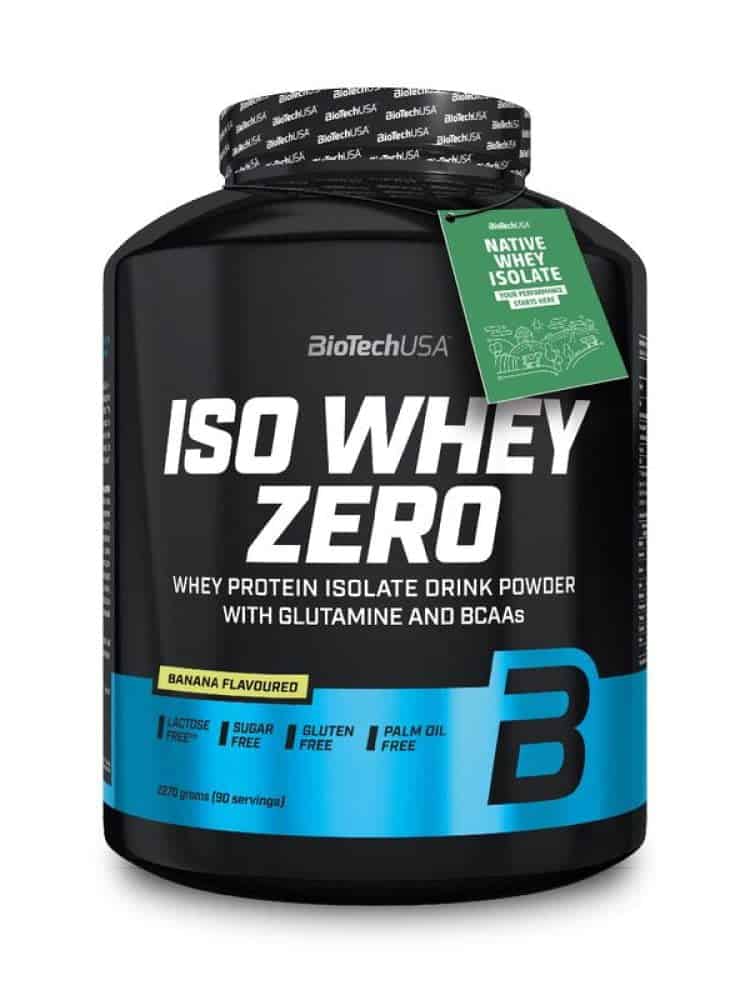 BioTechUSA
BioTechUSA
NATIVE
WHEY
ISOLATE
YOUR PERFORMANCE
STARTS HERE
BioTechUSA
ISO WHEY
ZERO
WHEY PROTEIN ISOLATE DRINK POWDER
WITH GLUTAMINE AND BCAAs
BANANA FLAVOURED
LACTOSE
FREE
SUGAR
FREE
GLUTEN
FREE
PALM OIL
FREE
B
2270 grams (90 servings)